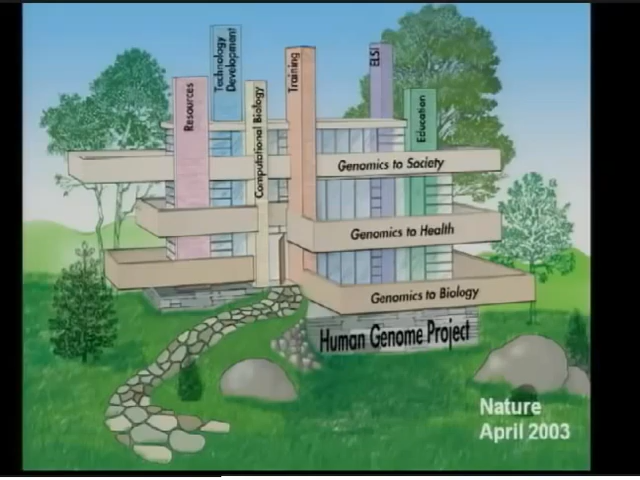 Resources
Technology
Development
Computational Biology
Training
ELSI
Education
Genomics to Society
Genomics to Health
Genomics to Biology
Human Genome Project
Nature
April 2003